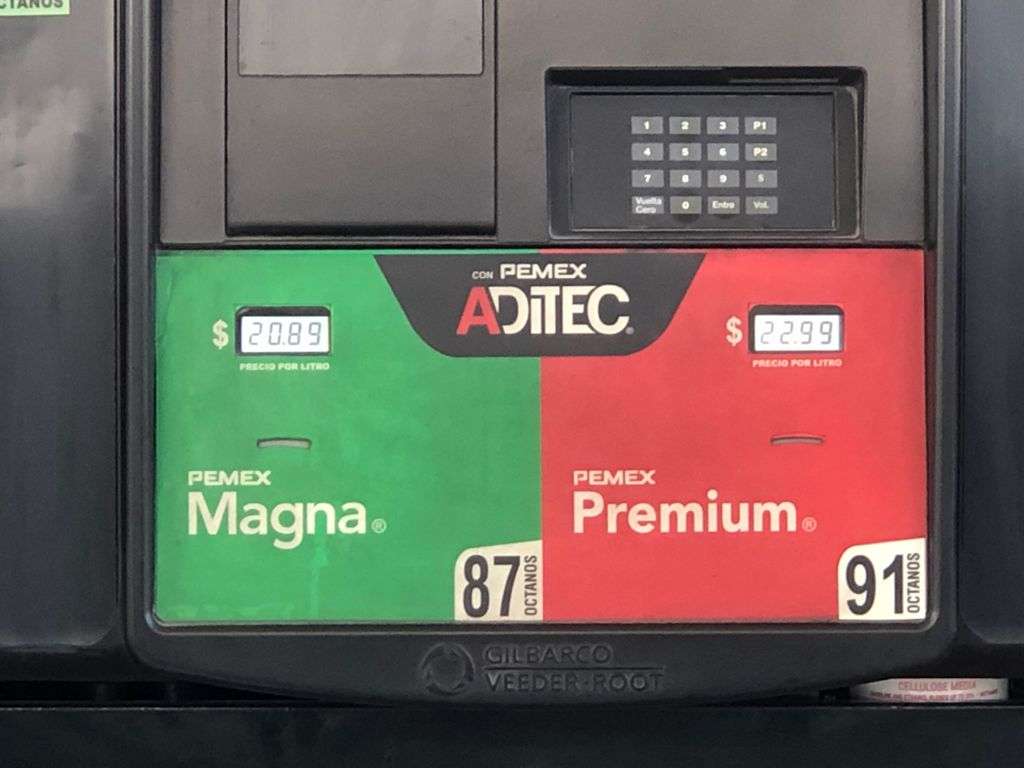 OCTANOS
1 2 3 P1
4 5 6 P2
7 8 9 $
Vuelta Cero 0 Entro Vol.
CON PEMEX
ADITEC®
$ 20.89
PRECIO POR LITRO
$ 22.99
PRECIO POR LITRO
PEMEX
Magna®
87 OCTANOS
PEMEX
Premium®
91 OCTANOS
GILBARCO
VEEDER-ROOT
CELLULOSE MEDIA